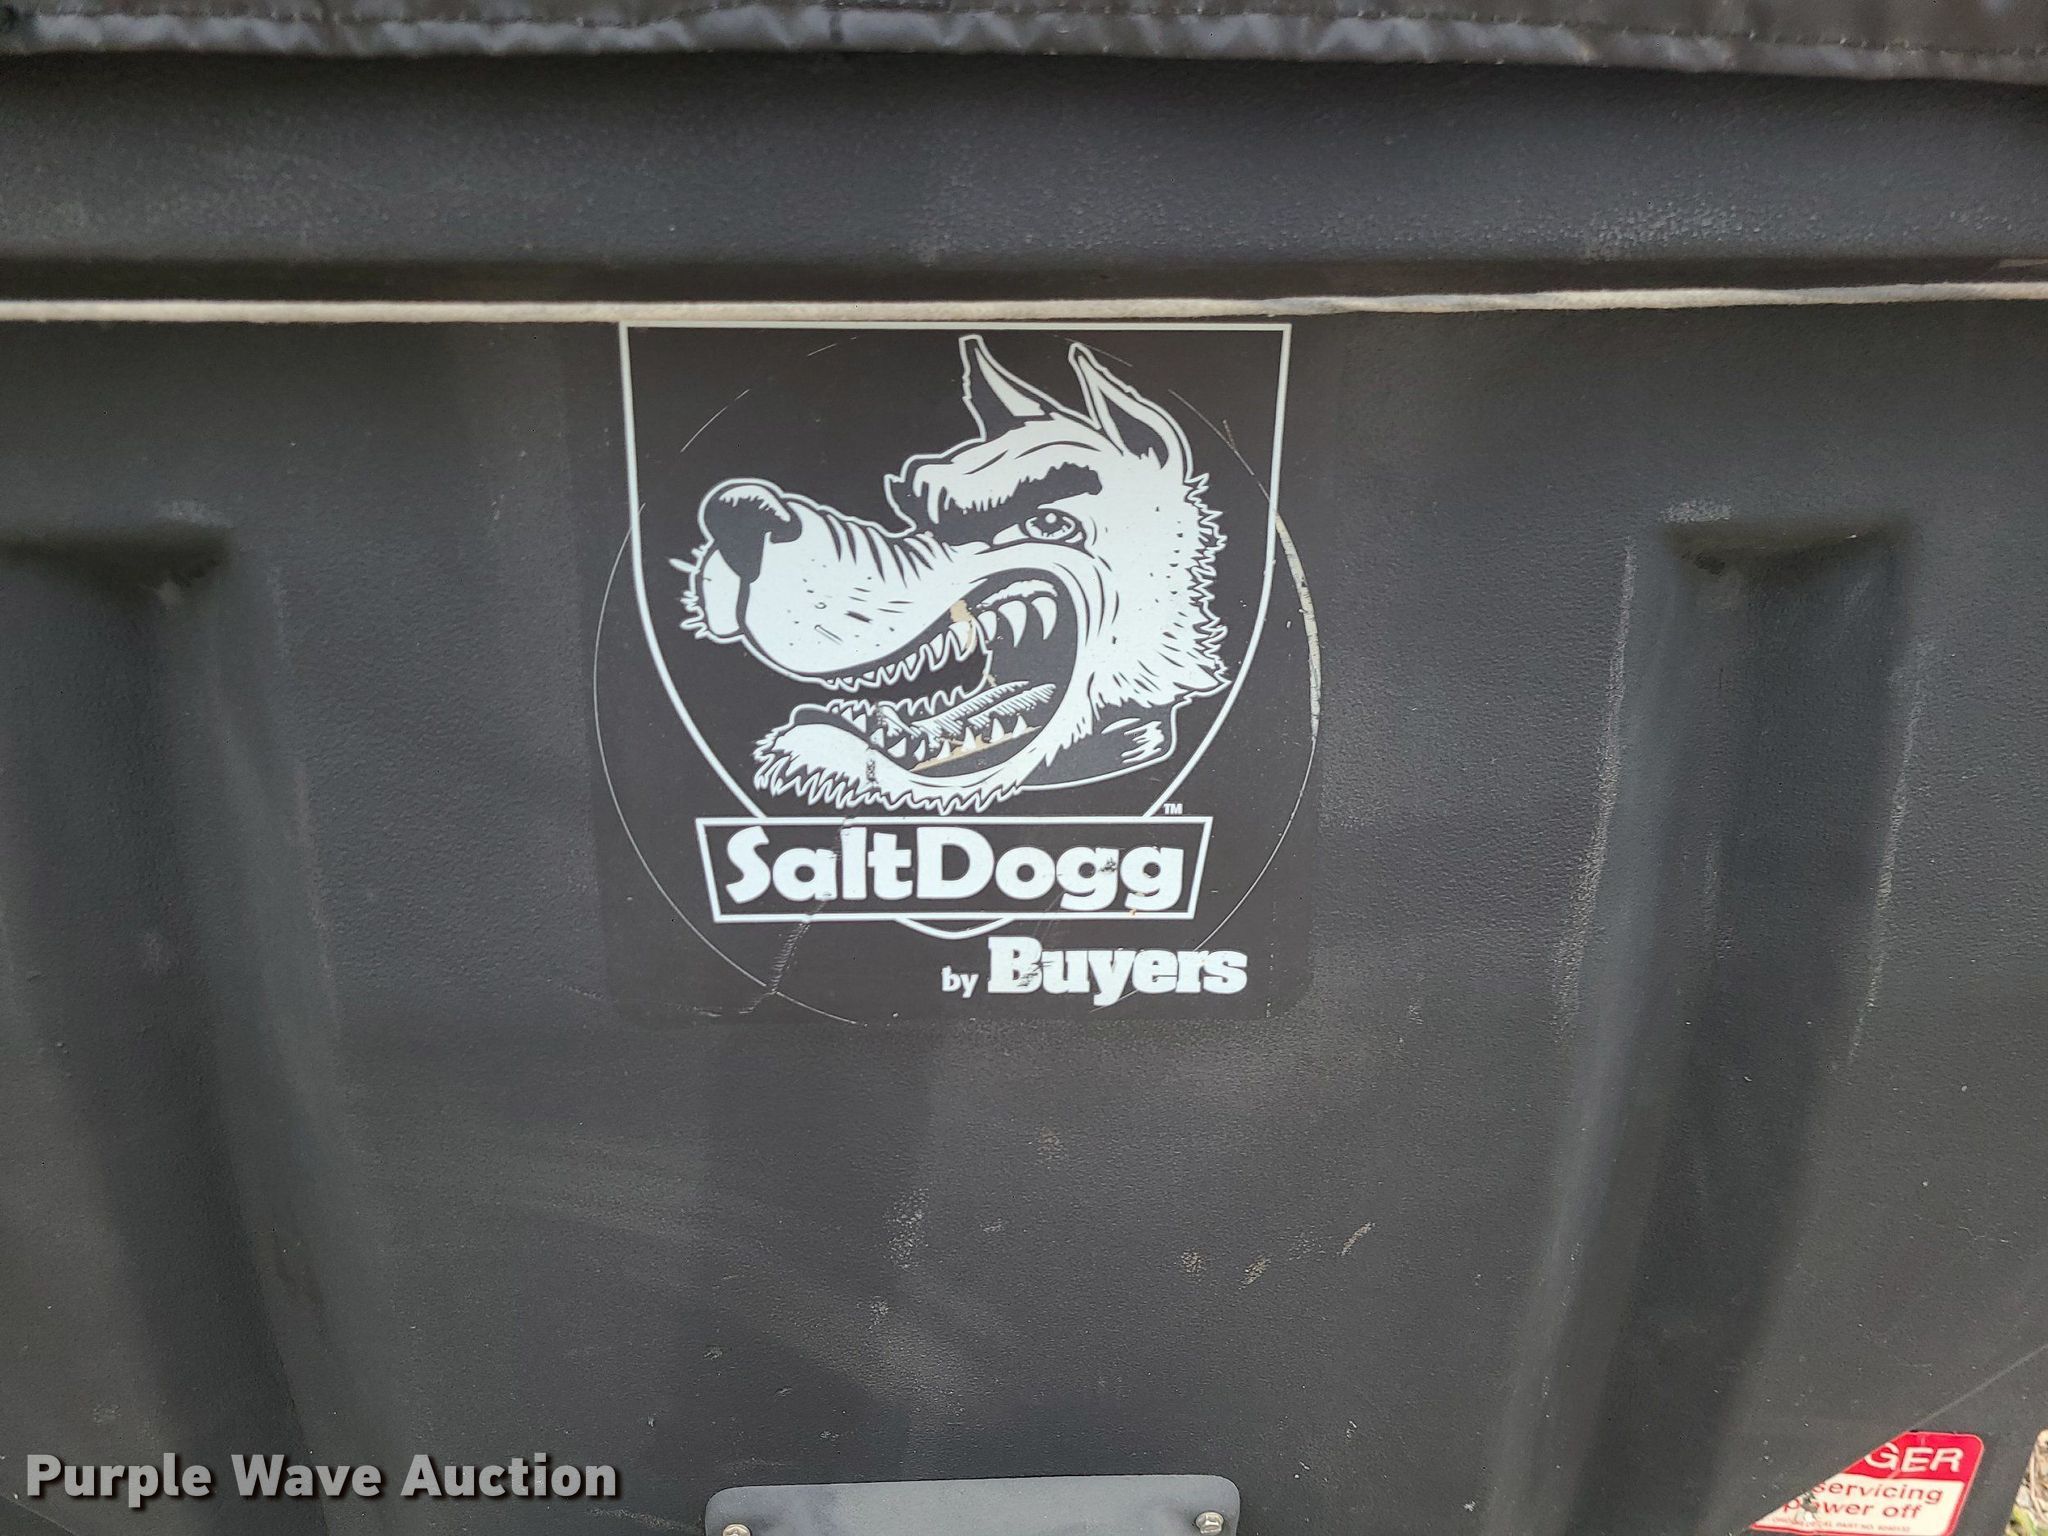 ™
SaltDogg
by Buyers
GER
servicing
power off
Purple Wave Auction